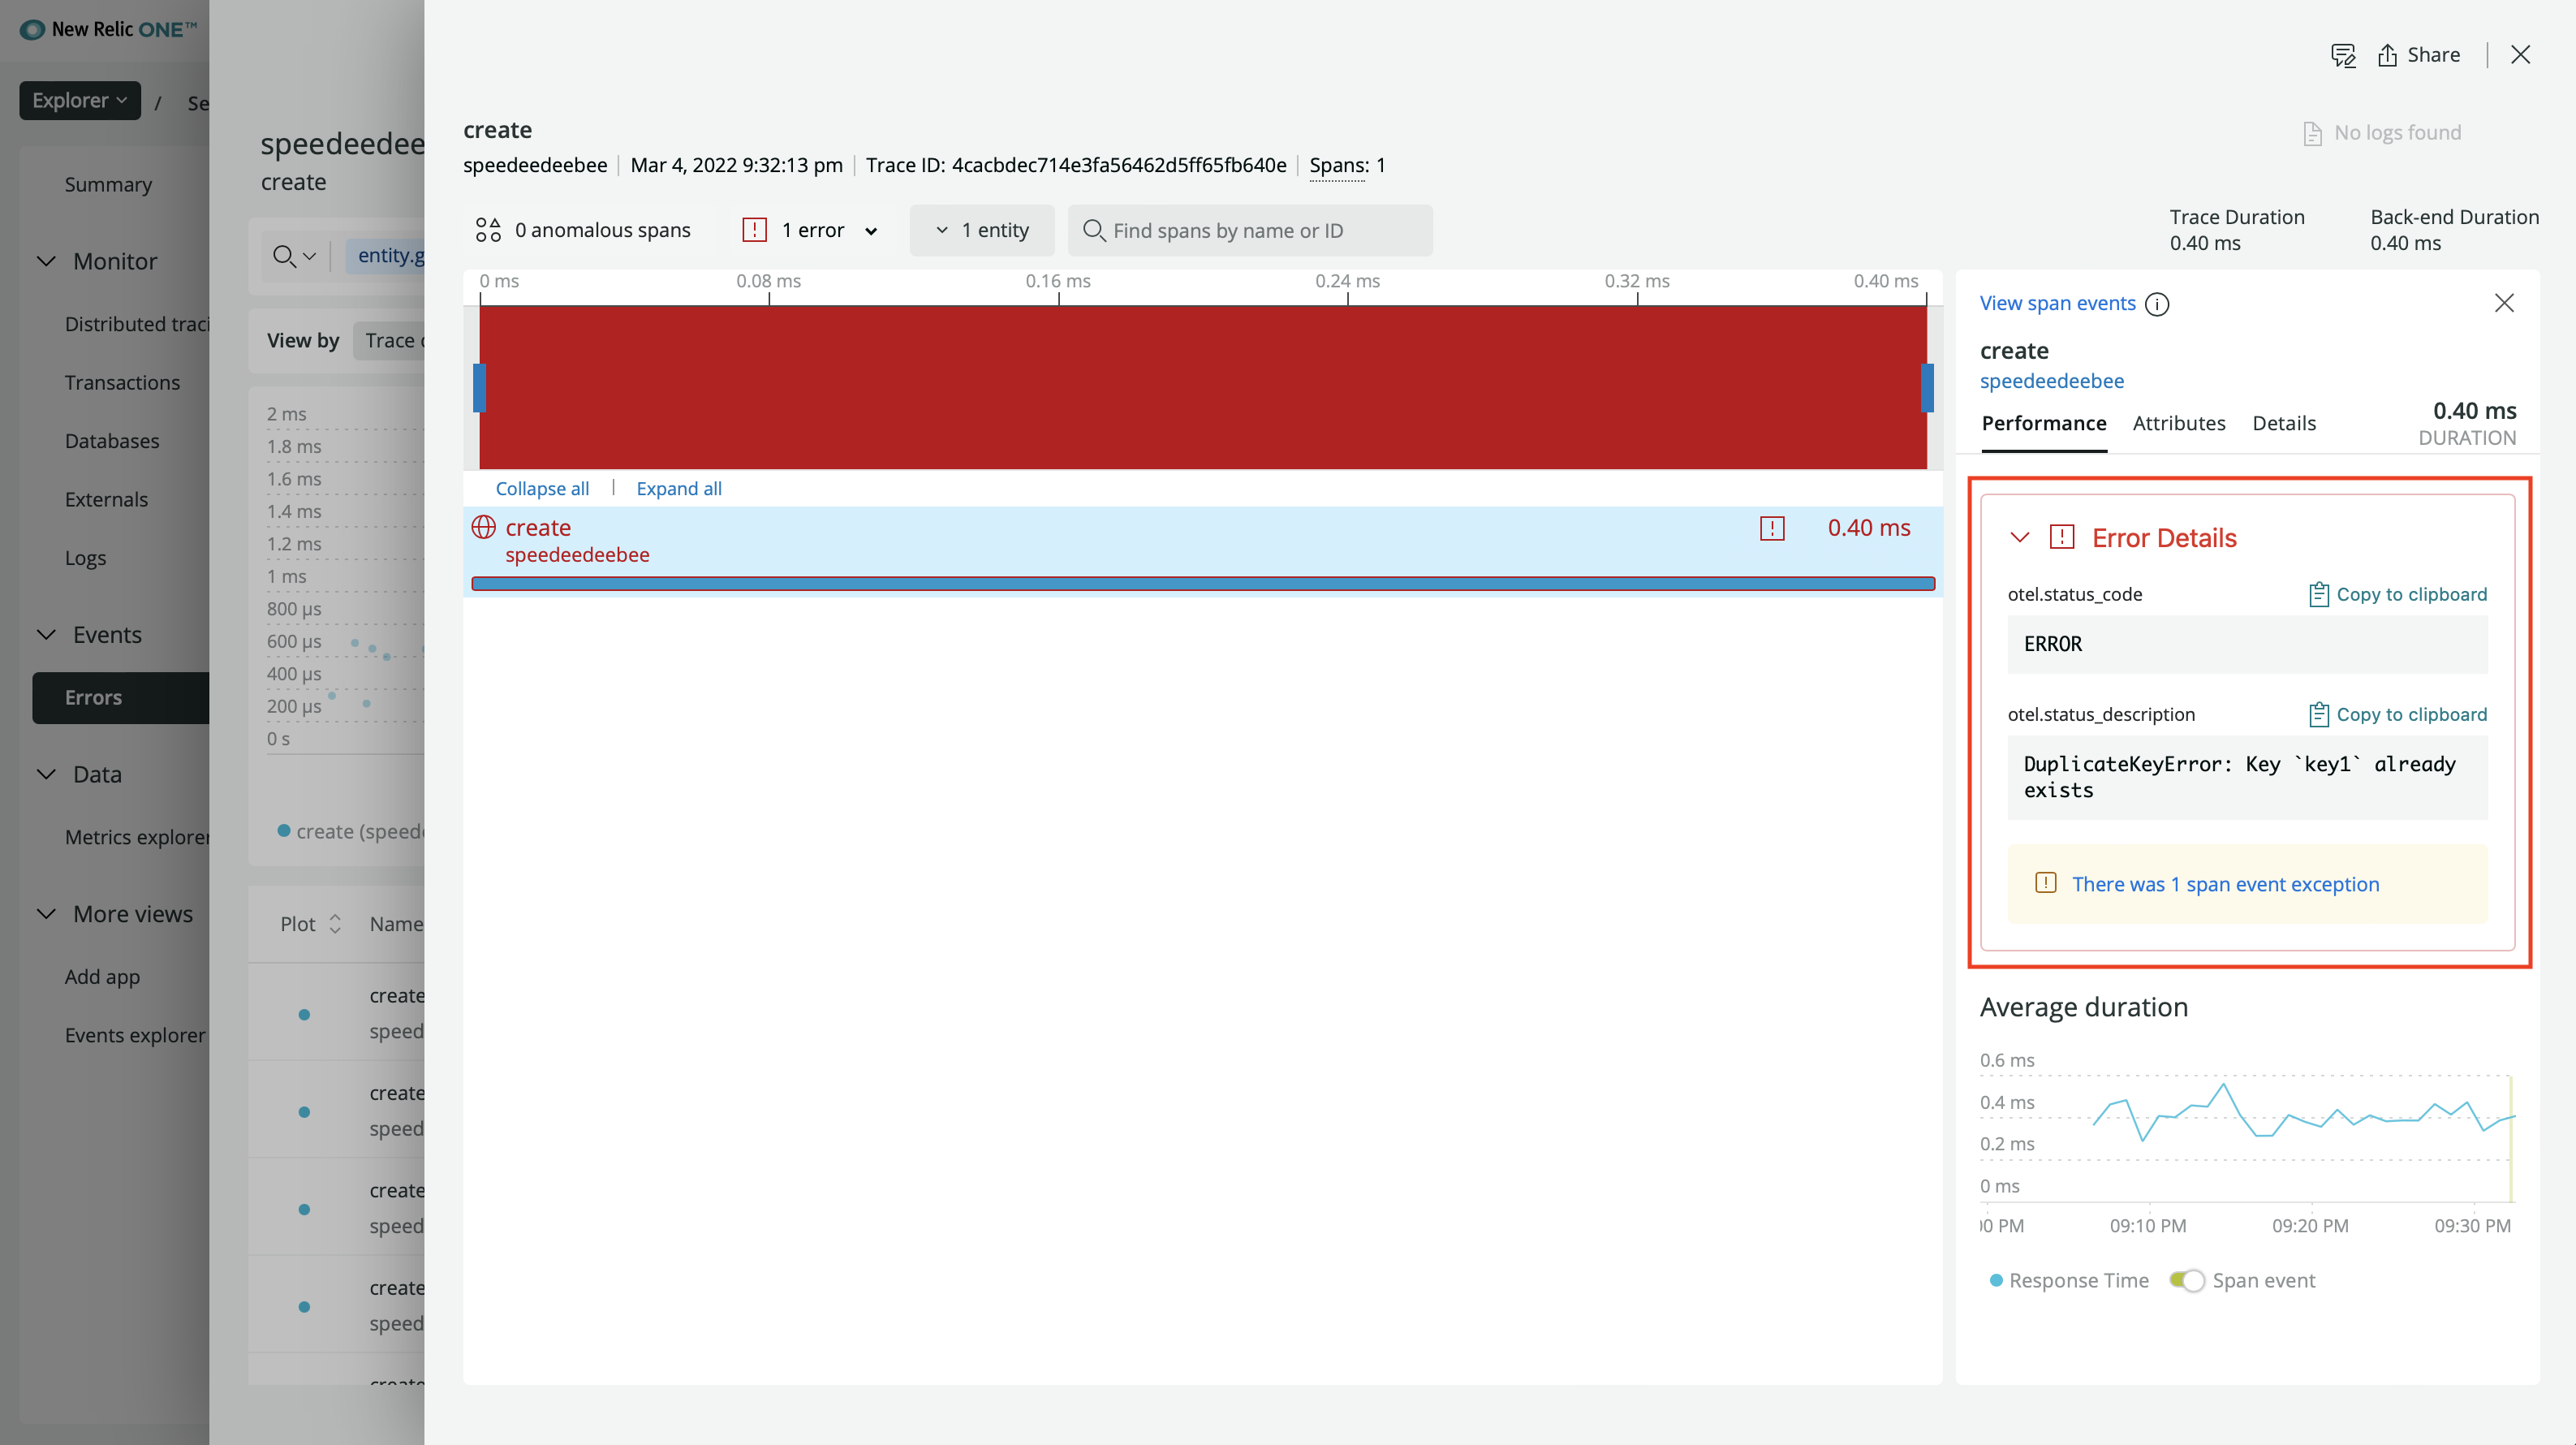 New Relic ONE™
Explorer
/
Se
Summary
Monitor
Distributed traci
Transactions
Databases
Externals
Logs
Events
Errors
Data
Metrics explorer
More views
Add app
Events explorer
speedeedee
create
entity.g
View by
Trace
2 ms
1.8 ms
1.6 ms
1.4 ms
1.2 ms
1 ms
800 µs
600 µs
400 µs
200 µs
0 s
create (speed
Plot
Name
create
speed
create
speed
create
speed
create
speed
create
Share
create
No logs found
speedeedeebee
Mar 4, 2022 9:32:13 pm
Trace ID: 4cacbdec714e3fa56462d5ff65fb640e
Spans: 1
0 anomalous spans
1 error
1 entity
Find spans by name or ID
Trace Duration
0.40 ms
Back-end Duration
0.40 ms
0 ms
0.08 ms
0.16 ms
0.24 ms
0.32 ms
0.40 ms
Collapse all
Expand all
create
0.40 ms
speedeedeebee
View span events
create
speedeedeebee
Performance
Attributes
Details
0.40 ms
DURATION
Error Details
otel.status_code
Copy to clipboard
ERROR
otel.status_description
Copy to clipboard
DuplicateKeyError: Key `key1` already
exists
There was 1 span event exception
Average duration
0.6 ms
0.4 ms
0.2 ms
0 ms
00 PM
09:10 PM
09:20 PM
09:30 PM
Response Time
Span event